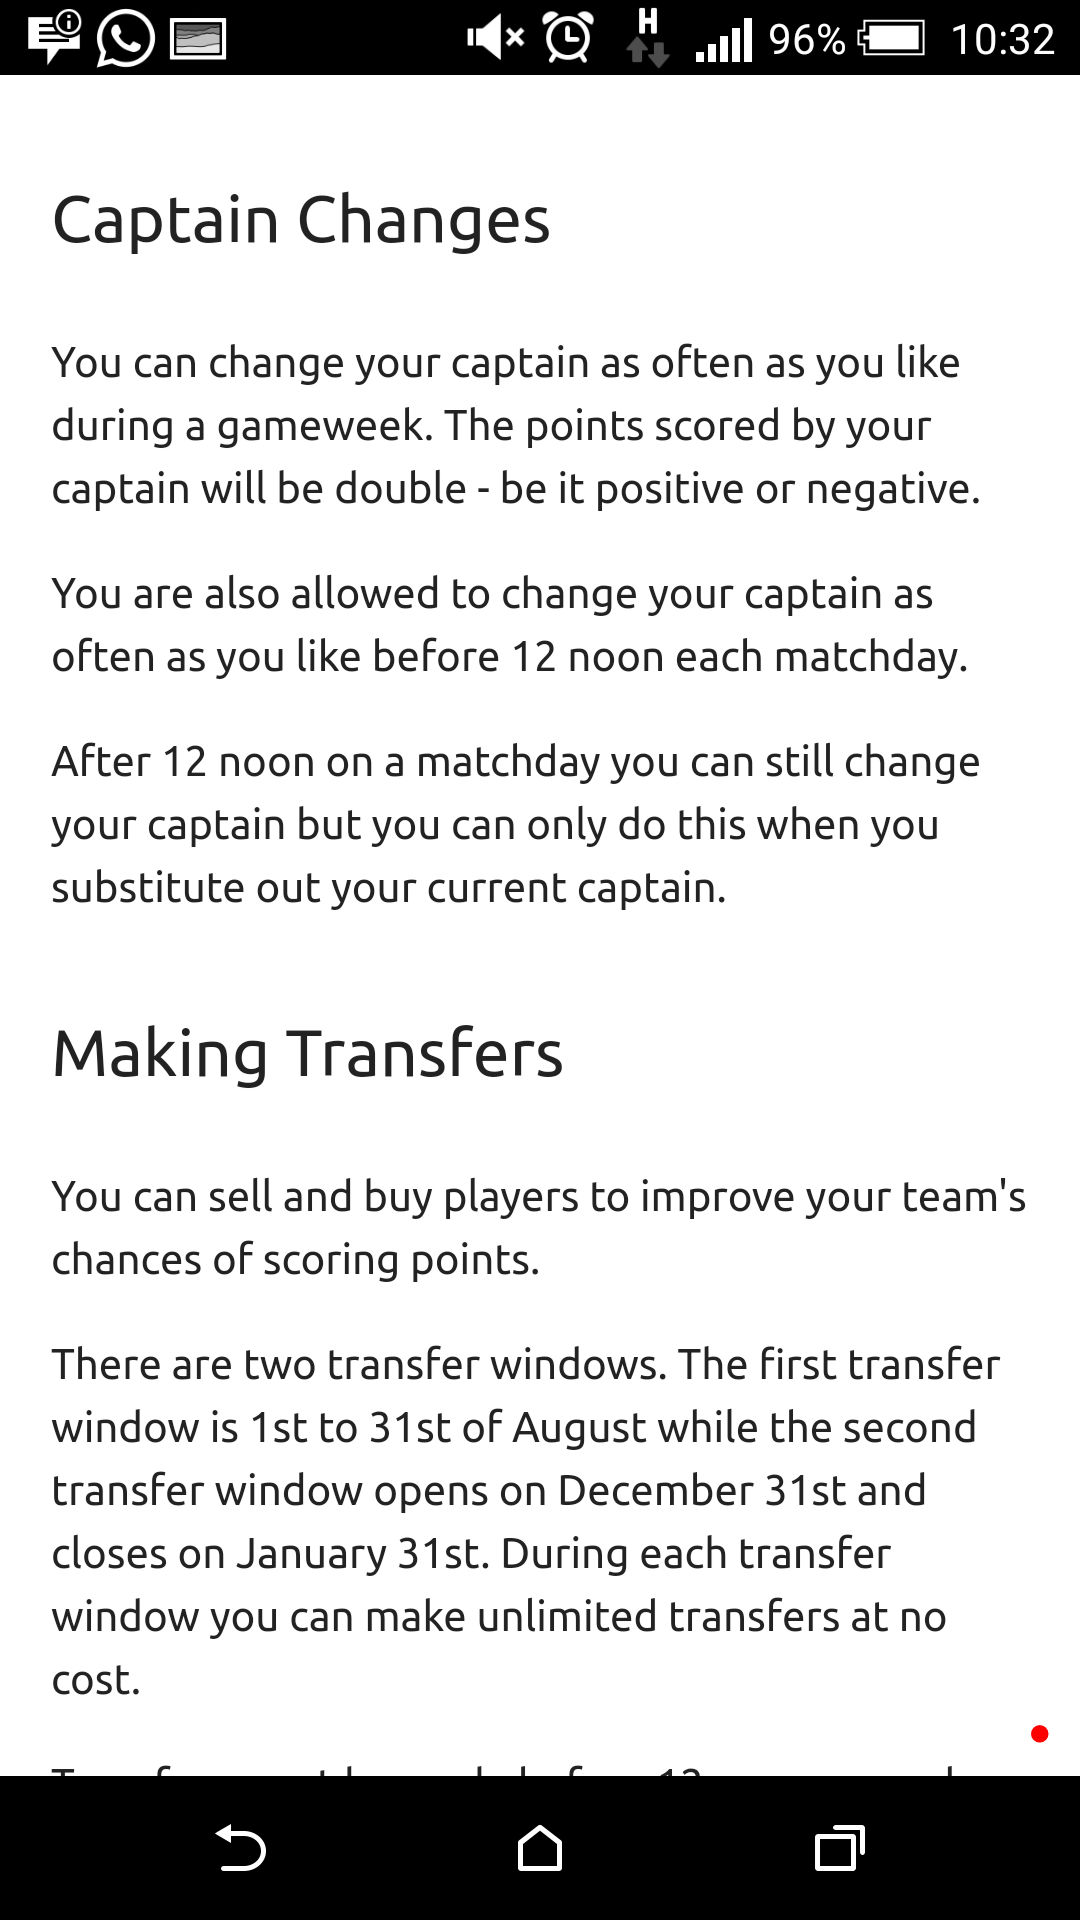 H 96% 10:32
Captain Changes
You can change your captain as often as you like
during a gameweek. The points scored by your
captain will be double - be it positive or negative.
You are also allowed to change your captain as
often as you like before 12 noon each matchday.
After 12 noon on a matchday you can still change
your captain but you can only do this when you
substitute out your current captain.
Making Transfers
You can sell and buy players to improve your team's
chances of scoring points.
There are two transfer windows. The first transfer
window is 1st to 31st of August while the second
transfer window opens on December 31st and
closes on January 31st. During each transfer
window you can make unlimited transfers at no
cost.